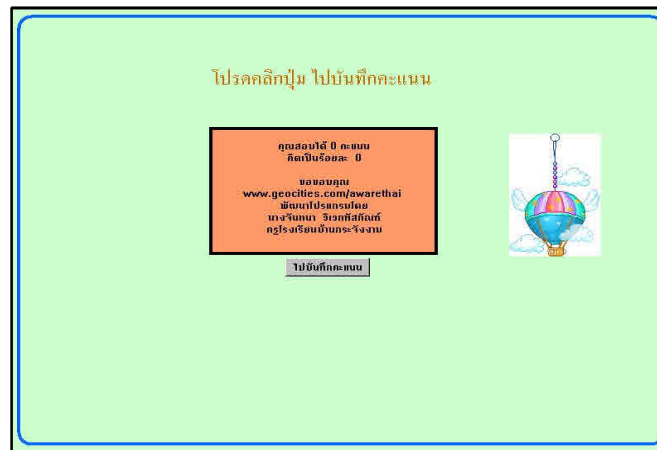 โปรดคลิกปุ่ม ไปบันทึกคะแนน
คุณสอบได้ 0 คะแนน
คิดเป็นร้อยละ 0
ขอขอบคุณ
www.geocities.com/awarethai
พัฒนาโปรแกรมโดย
นางจันทนา วิเวกทัสกัณฑ์
ครูโรงเรียนบ้านกระจังงาม
ไปบันทึกคะแนน